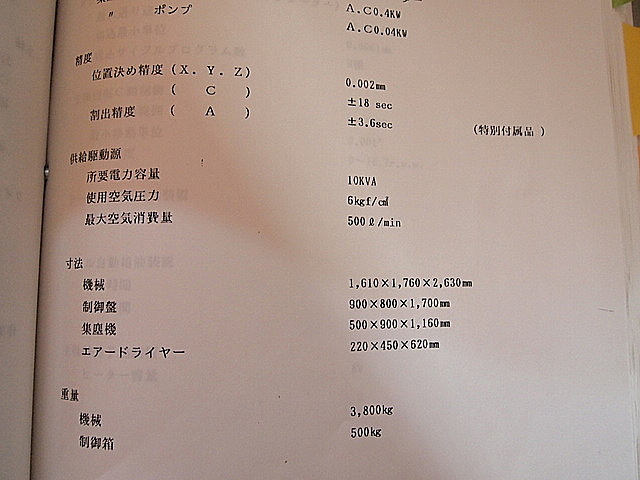 A.C0.4KW
〃 ポンプ A.C0.04KW
精度
位置決め精度 (X. Y. Z) 0.002㎜
( C ) ±18 sec
割出精度 ( A ) ±3.6sec (特別付属品 )
供給駆動源
所要電力容量 10KVA
使用空気圧力 6kgf/c㎡
最大空気消費量 500ℓ/min
寸法
機械 1,610×1,760×2,630㎜
制御盤 900×800×1,700㎜
集塵機 500×900×1,160㎜
エアードライヤー 220×450×620㎜
重量
機械 3,800kg
制御箱 500kg